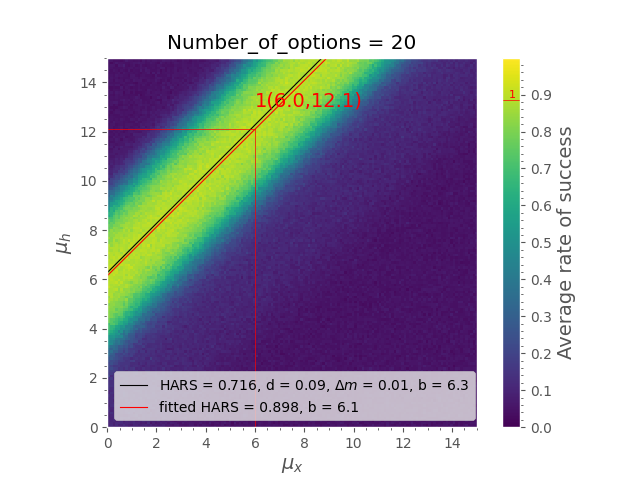 Number_of_options = 20
1(6.0,12.1)
14
12
10
8
6
4
2
0
μh
0 2 4 6 8 10 12 14
μx
HARS = 0.716, d = 0.09, Δm = 0.01, b = 6.3
fitted HARS = 0.898, b = 6.1
1
0.9
0.8
0.7
0.6
0.5
0.4
0.3
0.2
0.1
0.0
Average rate of success